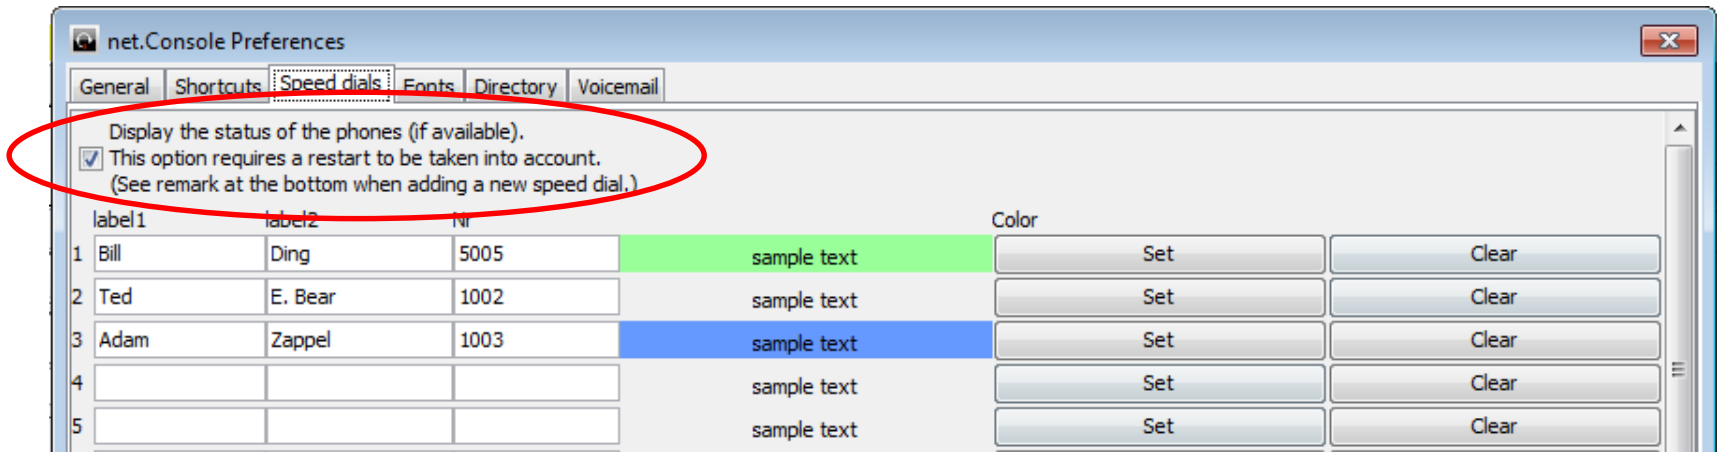 net.Console Preferences
General Shortcuts Speed dials Fonts Directory Voicemail
Display the status of the phones (if available).
This option requires a restart to be taken into account.
(See remark at the bottom when adding a new speed dial.)
label1 label2 Nr Color
1 Bill Ding 5005 sample text Set Clear
2 Ted E. Bear 1002 sample text Set Clear
3 Adam Zappel 1003 sample text Set Clear
4 sample text Set Clear
5 sample text Set Clear